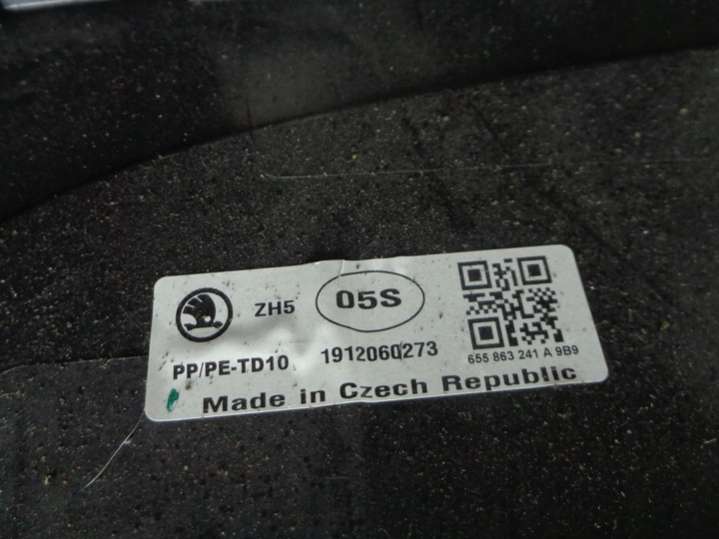 ZH5
05S
PP/PE-TD10
1912060273
655 863 241 A 9B9
Made in Czech Republic